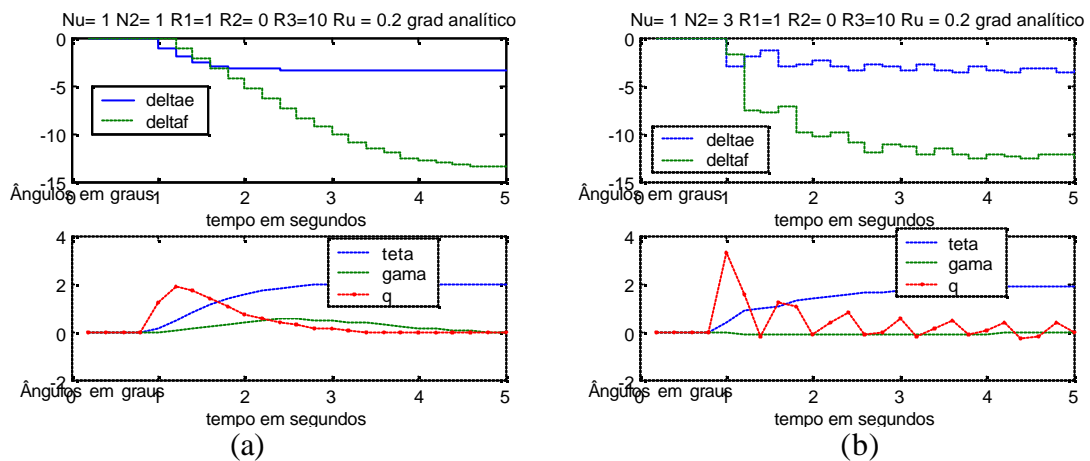 Nu= 1 N2= 1 R1=1 R2= 0 R3=10 Ru = 0.2 grad analítico
0
-5
-10
-15
deltae
deltaf
Ângulos em graus
1 2 3 4 5
tempo em segundos
4
2
0
-2
teta
gama
q
Ângulos em graus
0 1 2 3 4 5
tempo em segundos
(a)
Nu= 1 N2= 3 R1=1 R2= 0 R3=10 Ru = 0.2 grad analítico
0
-5
-10
-15
deltae
deltaf
Ângulos em graus
1 2 3 4 5
tempo em segundos
4
2
0
-2
teta
gama
q
Ângulos em graus
0 1 2 3 4 5
tempo em segundos
(b)